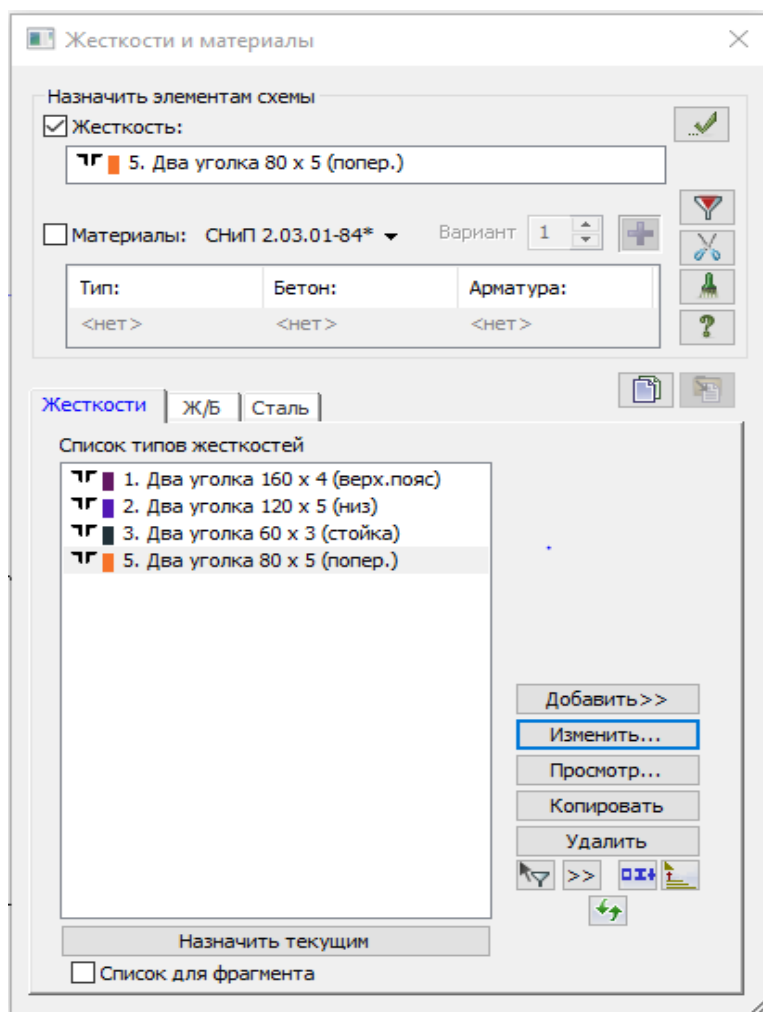 Жесткости и материалы
Назначить элементам схемы
Жесткость:
5. Два уголка 80 x 5 (попер.)
Материалы: СНиП 2.03.01-84* Вариант 1
Тип: Бетон: Арматура:
<нет> <нет> <нет>
Жесткости Ж/Б Сталь
Список типов жесткостей
1. Два уголка 160 x 4 (верх.пояс)
2. Два уголка 120 x 5 (низ)
3. Два уголка 60 x 3 (стойка)
5. Два уголка 80 x 5 (попер.)
Добавить>>
Изменить...
Просмотр...
Копировать
Удалить
>>
Назначить текущим
Список для фрагмента